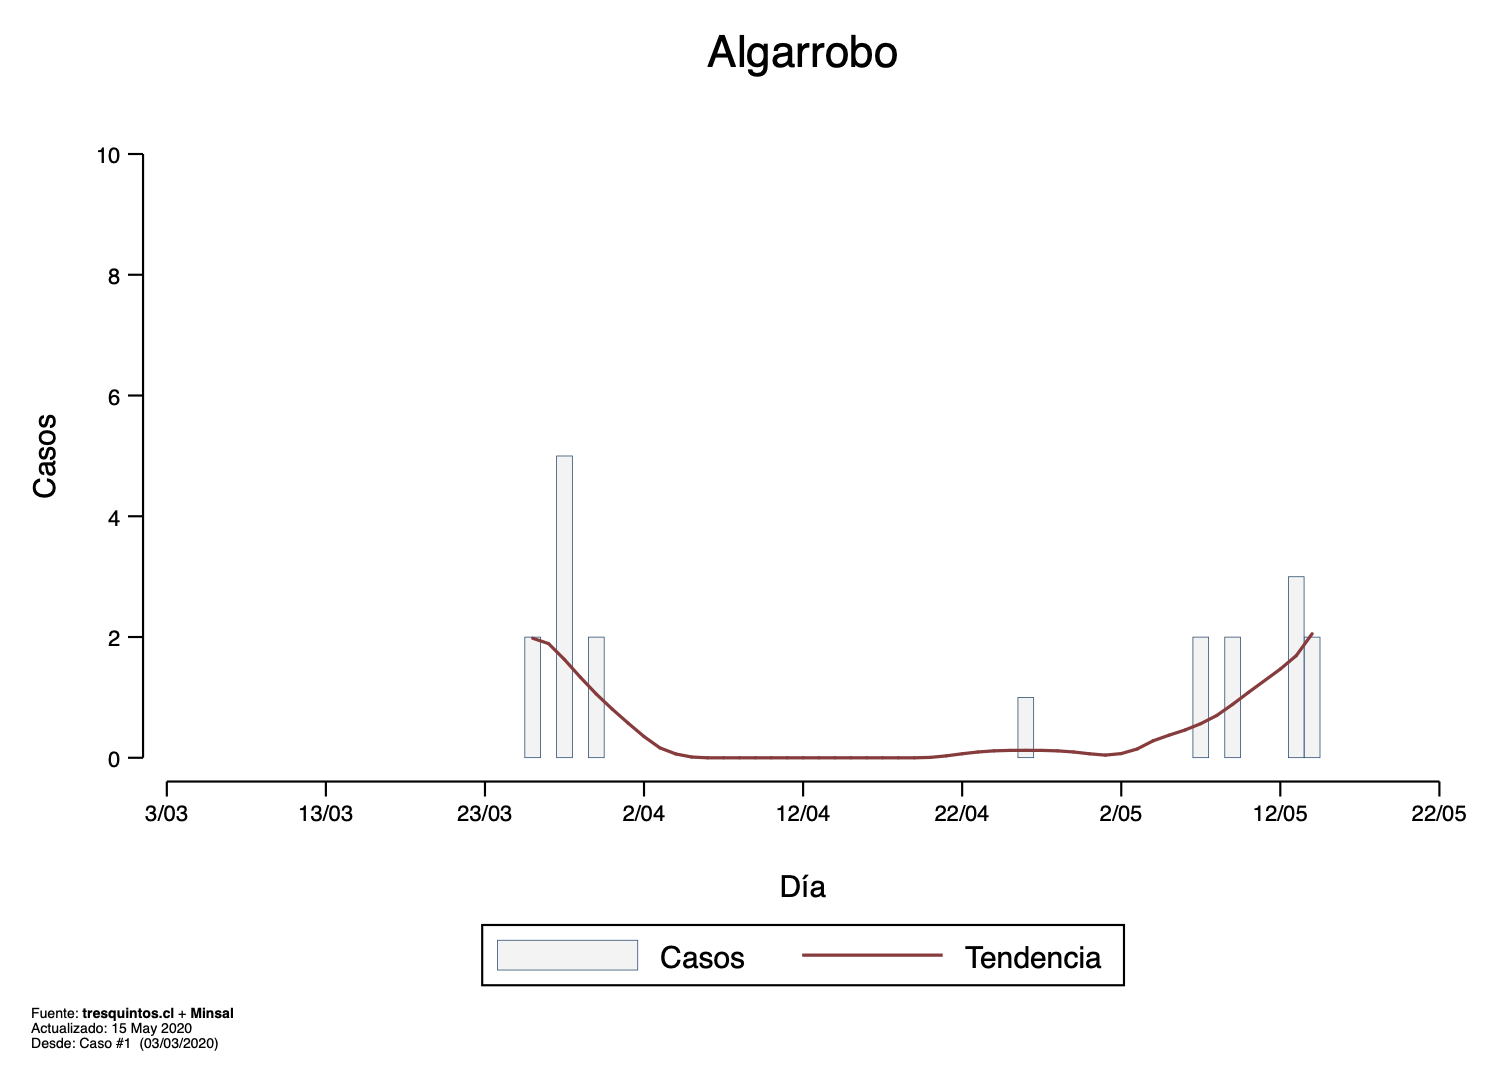 Algarrobo
Casos
10
8
6
4
2
0
3/03 13/03 23/03 2/04 12/04 22/04 2/05 12/05 22/05
Día
Casos Tendencia
Fuente: tresquintos.cl + Minsal
Actualizado: 15 May 2020
Desde: Caso #1 (03/03/2020)